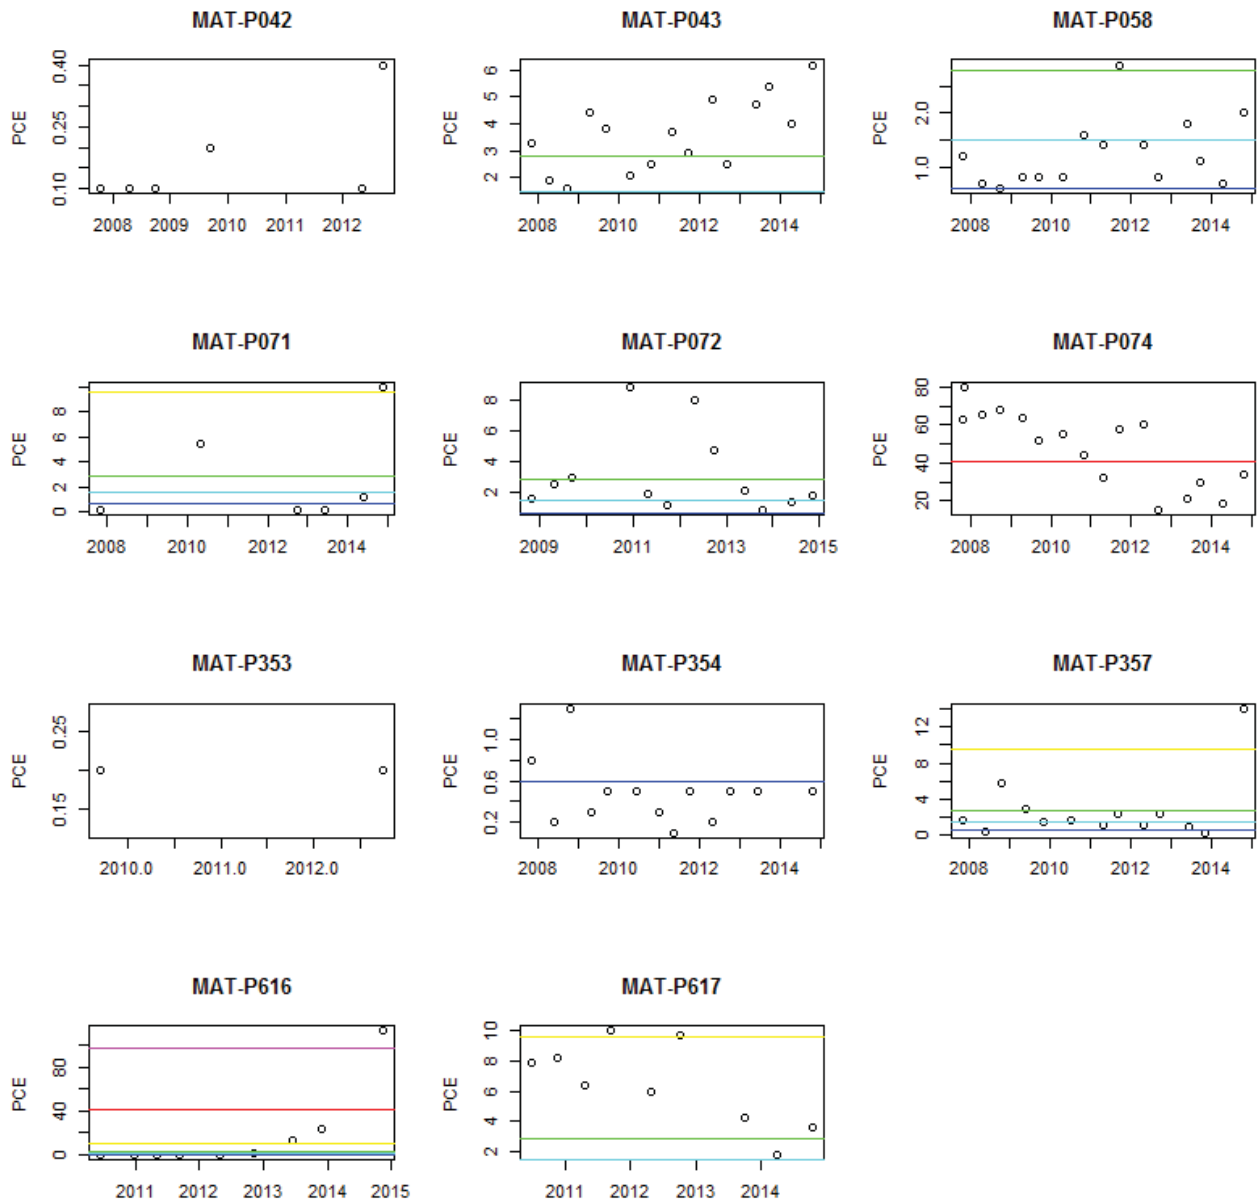 MAT-P042 MAT-P043 MAT-P058
PCE 0.10 0.25 0.40
2008 2009 2010 2011 2012
PCE 2 3 4 5 6
2008 2010 2012 2014
PCE 1.0 2.0
2008 2010 2012 2014
MAT-P071 MAT-P072 MAT-P074
PCE 0 2 4 6 8
2008 2010 2012 2014
PCE 2 4 6 8
2009 2011 2013 2015
PCE 20 40 60 80
2008 2010 2012 2014
MAT-P353 MAT-P354 MAT-P357
PCE 0.15 0.25
2010.0 2011.0 2012.0
PCE 0.2 0.6 1.0
2008 2010 2012 2014
PCE 0 4 8 12
2008 2010 2012 2014
MAT-P616 MAT-P617
PCE 0 40 80
2011 2012 2013 2014 2015
PCE 2 4 6 8 10
2011 2012 2013 2014